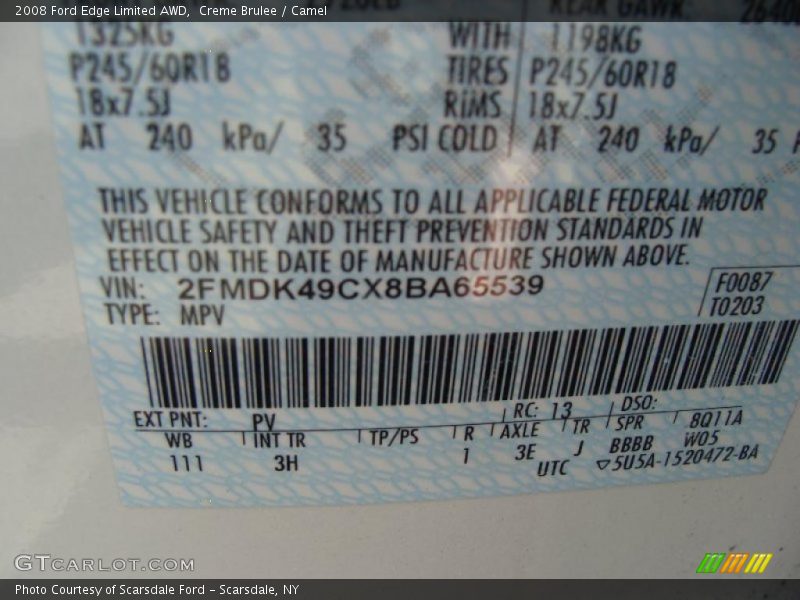 2008 Ford Edge Limited AWD, Creme Brulee / Camel
REAR GAWR:
1325KG WITH 1198KG
P245/60R18 TIRES P245/60R18
18x7.5J RIMS 18x7.5J
AT 240 kPa/ 35 PSI COLD AT 240 kPa/ 35
THIS VEHICLE CONFORMS TO ALL APPLICABLE FEDERAL MOTOR
VEHICLE SAFETY AND THEFT PREVENTION STANDARDS IN
EFFECT ON THE DATE OF MANUFACTURE SHOWN ABOVE.
VIN: 2FMDK49CX8BA65539 F0087
TYPE: MPV T0203
EXT PNT: PV RC: 13 DSO:
WB INT TR TP/PS R AXLE TR SPR 8Q11A
111 3H 1 3E J BBBB W05
UTC ▽5U5A-1520472-BA
GTCARLOT.COM
Photo Courtesy of Scarsdale Ford - Scarsdale, NY